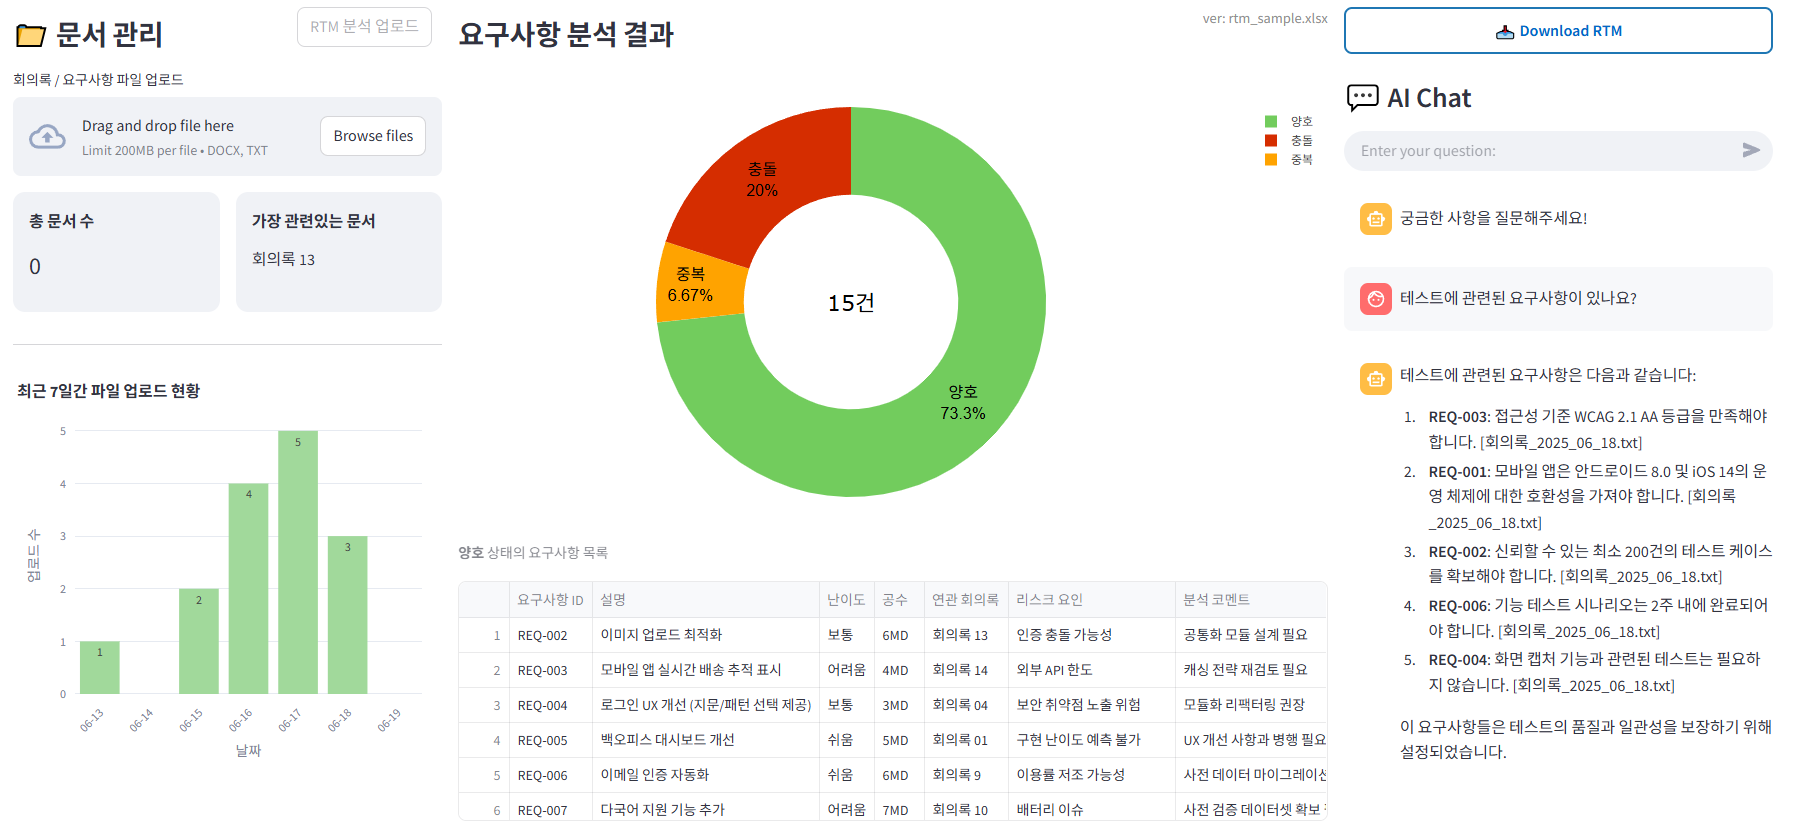 문서 관리
RTM 분석 업로드
회의록 / 요구사항 파일 업로드
Drag and drop file here
Limit 200MB per file • DOCX, TXT
Browse files
총 문서 수
0
가장 관련있는 문서
회의록 13
최근 7일간 파일 업로드 현황
5
4
3
2
1
0
업로드 수
1
2
4
5
3
06-13
06-14
06-15
06-16
06-17
06-18
06-19
날짜
요구사항 분석 결과
ver: rtm_sample.xlsx
양호
충돌
중복
충돌
20%
중복
6.67%
15건
양호
73.3%
양호 상태의 요구사항 목록
요구사항 ID 설명 난이도 공수 연관 회의록 리스크 요인 분석 코멘트
1 REQ-002 이미지 업로드 최적화 보통 6MD 회의록 13 인증 충돌 가능성 공통화 모듈 설계 필요
2 REQ-003 모바일 앱 실시간 배송 추적 표시 어려움 4MD 회의록 14 외부 API 한도 캐싱 전략 재검토 필요
3 REQ-004 로그인 UX 개선 (지문/패턴 선택 제공) 보통 3MD 회의록 04 보안 취약점 노출 위험 모듈화 리팩터링 권장
4 REQ-005 백오피스 대시보드 개선 쉬움 5MD 회의록 01 구현 난이도 예측 불가 UX 개선 사항과 병행 필요
5 REQ-006 이메일 인증 자동화 쉬움 6MD 회의록 9 이용률 저조 가능성 사전 데이터 마이그레이션
6 REQ-007 다국어 지원 기능 추가 어려움 7MD 회의록 10 배터리 이슈 사전 검증 데이터셋 확보
Download RTM
AI Chat
Enter your question:
궁금한 사항을 질문해주세요!
테스트에 관련된 요구사항이 있나요?
테스트에 관련된 요구사항은 다음과 같습니다:
1. REQ-003: 접근성 기준 WCAG 2.1 AA 등급을 만족해야
합니다. [회의록_2025_06_18.txt]
2. REQ-001: 모바일 앱은 안드로이드 8.0 및 iOS 14의 운
영 체제에 대한 호환성을 가져야 합니다. [회의록
_2025_06_18.txt]
3. REQ-002: 신뢰할 수 있는 최소 200건의 테스트 케이스
를 확보해야 합니다. [회의록_2025_06_18.txt]
4. REQ-006: 기능 테스트 시나리오는 2주 내에 완료되어
야 합니다. [회의록_2025_06_18.txt]
5. REQ-004: 화면 캡처 기능과 관련된 테스트는 필요하
지 않습니다. [회의록_2025_06_18.txt]
이 요구사항들은 테스트의 품질과 일관성을 보장하기 위해
설정되었습니다.